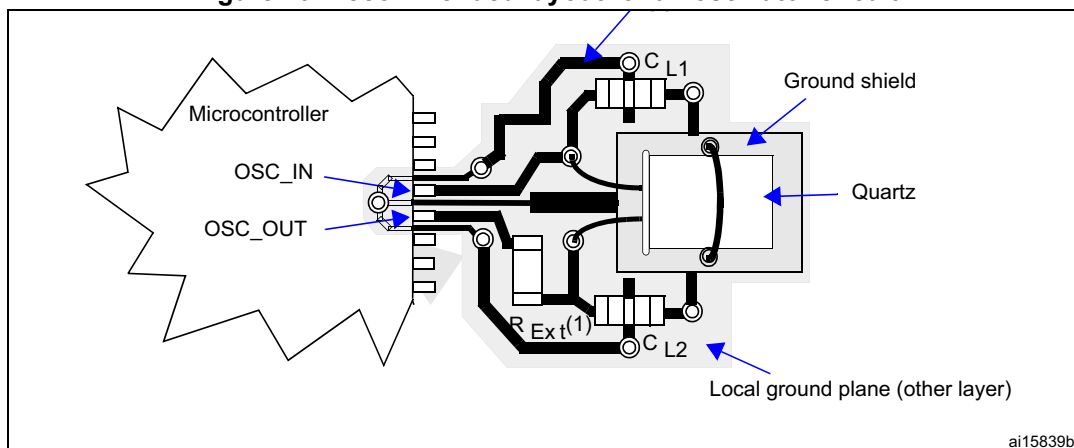 C L1
Ground shield
Microcontroller
OSC_IN
Quartz
OSC_OUT
R Ext(1)
C L2
Local ground plane (other layer)
ai15839b